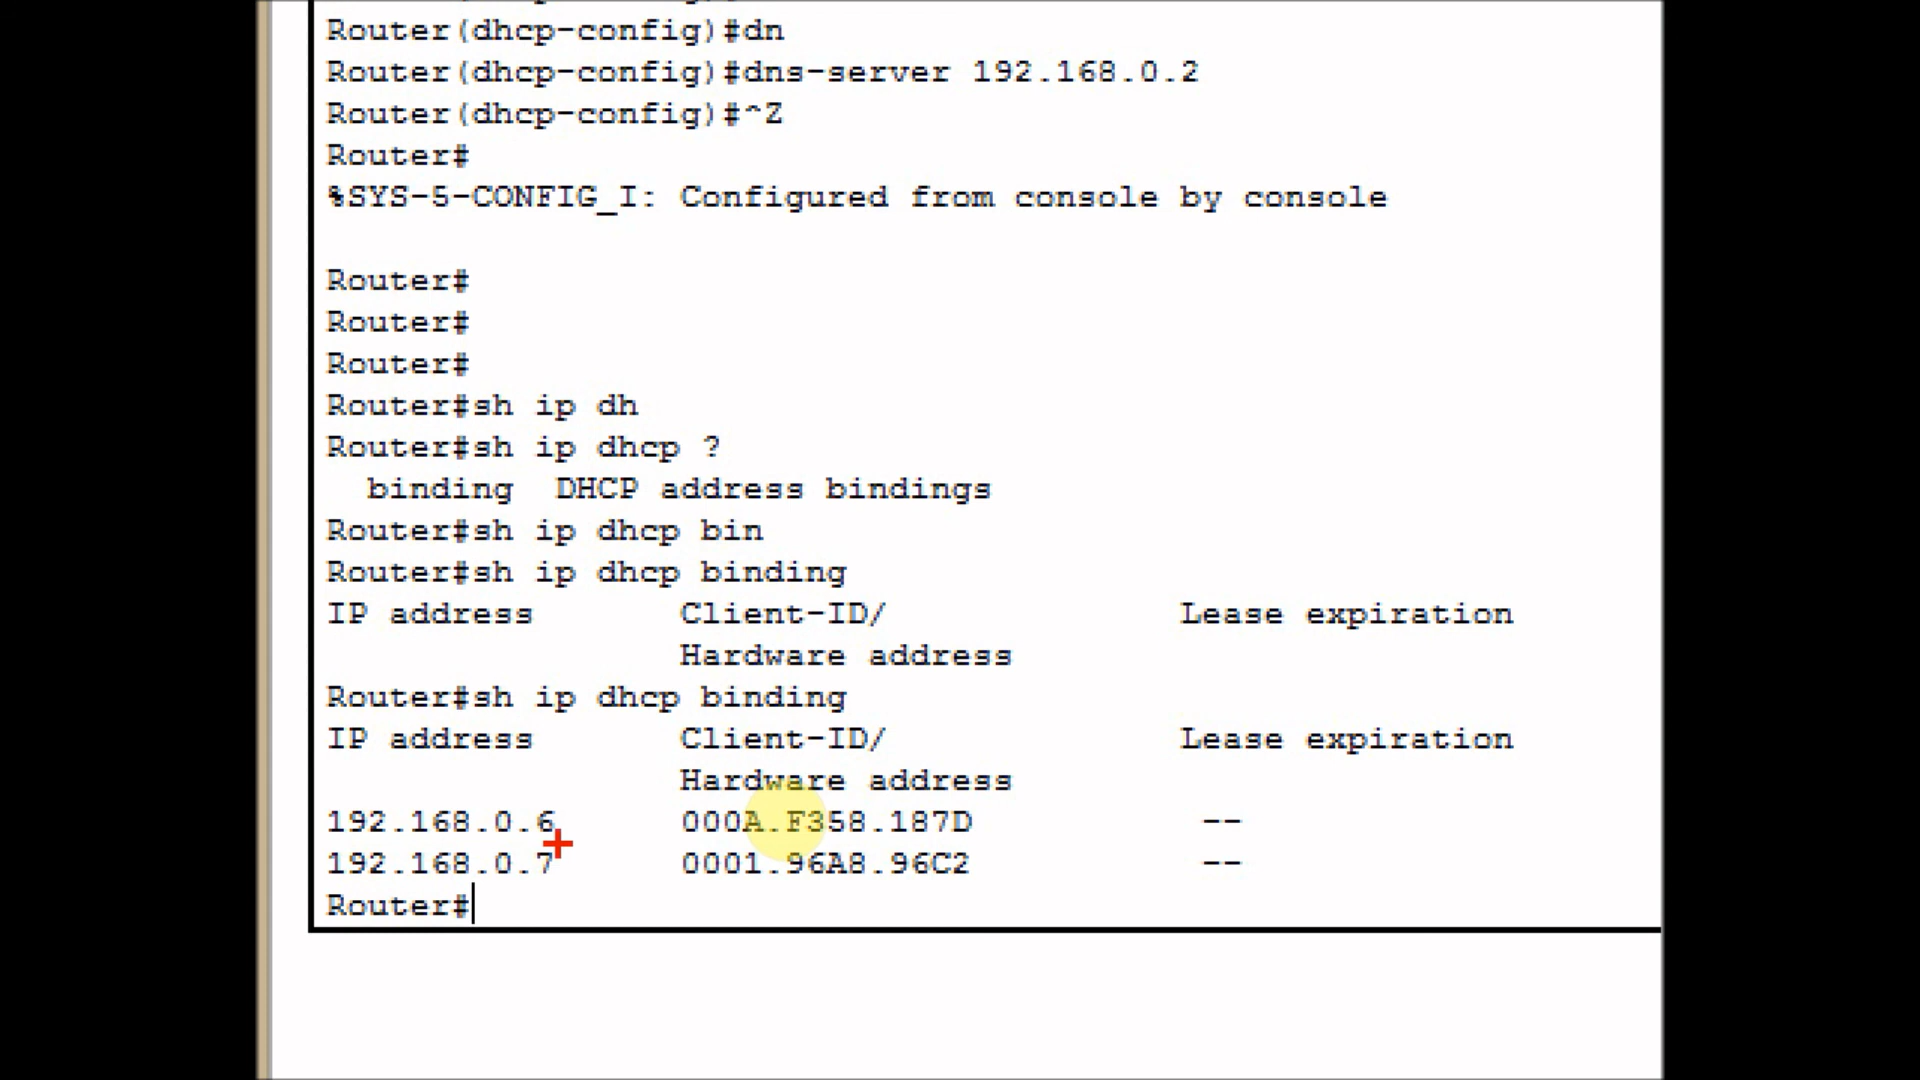 Router(dhcp-config)#dn
Router(dhcp-config)#dns-server 192.168.0.2
Router(dhcp-config)#^Z
Router#
%SYS-5-CONFIG_I: Configured from console by console
Router#
Router#
Router#
Router#sh ip dh
Router#sh ip dhcp ?
  binding  DHCP address bindings
Router#sh ip dhcp bin
Router#sh ip dhcp binding
IP address       Client-ID/              Lease expiration
                 Hardware address
Router#sh ip dhcp binding
IP address       Client-ID/              Lease expiration
                 Hardware address
192.168.0.6      000A.F358.187D           --
192.168.0.7      0001.96A8.96C2           --
Router#